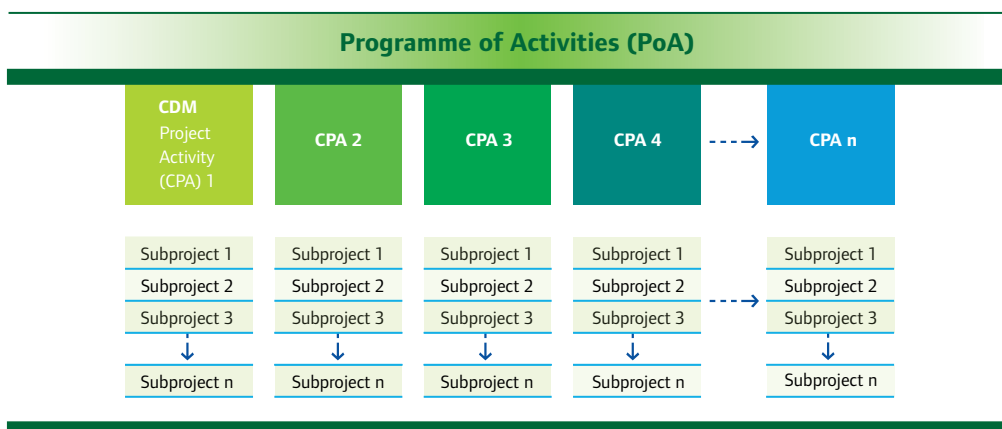 Programme of Activities (PoA)
CDM
Project
Activity
(CPA) 1
CPA 2
CPA 3
CPA 4
CPA n
Subproject 1
Subproject 2
Subproject 3
Subproject n
Subproject 1
Subproject 2
Subproject 3
Subproject n
Subproject 1
Subproject 2
Subproject 3
Subproject n
Subproject 1
Subproject 2
Subproject 3
Subproject n
Subproject 1
Subproject 2
Subproject 3
Subproject n